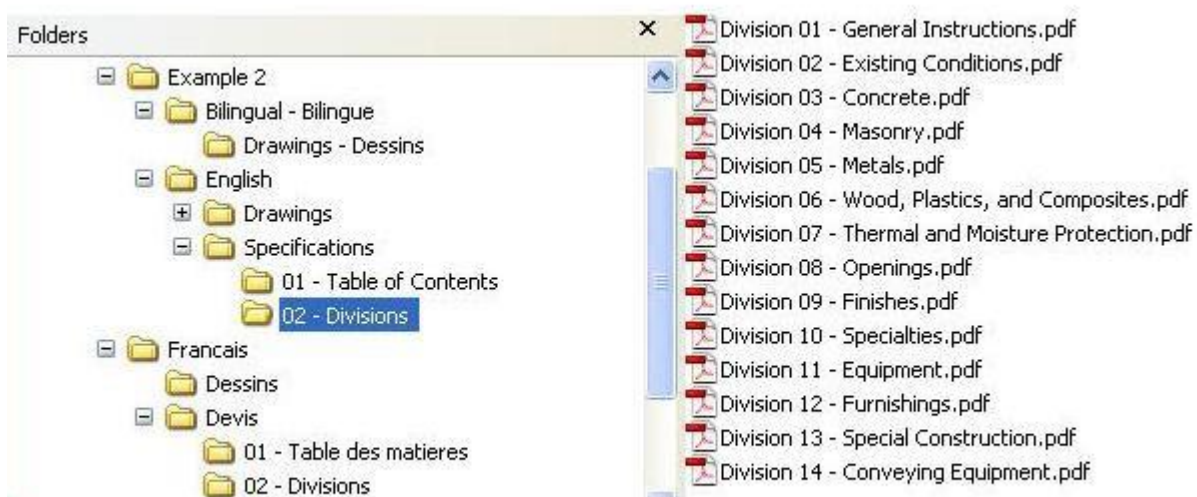 Folders
Example 2
Bilingual - Bilingue
Drawings - Dessins
English
Drawings
Specifications
01 - Table of Contents
02 - Divisions
Francais
Dessins
Devis
01 - Table des matieres
02 - Divisions
Division 01 - General Instructions.pdf
Division 02 - Existing Conditions.pdf
Division 03 - Concrete.pdf
Division 04 - Masonry.pdf
Division 05 - Metals.pdf
Division 06 - Wood, Plastics, and Composites.pdf
Division 07 - Thermal and Moisture Protection.pdf
Division 08 - Openings.pdf
Division 09 - Finishes.pdf
Division 10 - Specialties.pdf
Division 11 - Equipment.pdf
Division 12 - Furnishings.pdf
Division 13 - Special Construction.pdf
Division 14 - Conveying Equipment.pdf